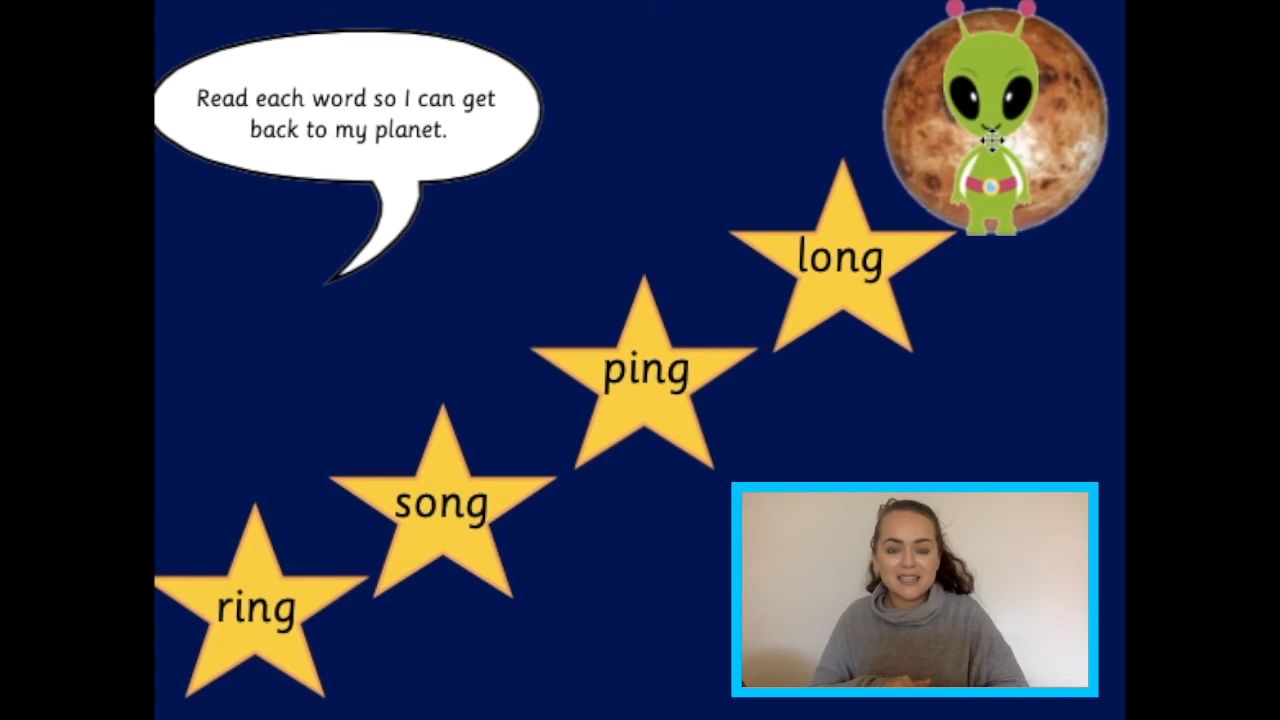 Read each word so I can get
back to my planet.
long
ping
song
ring